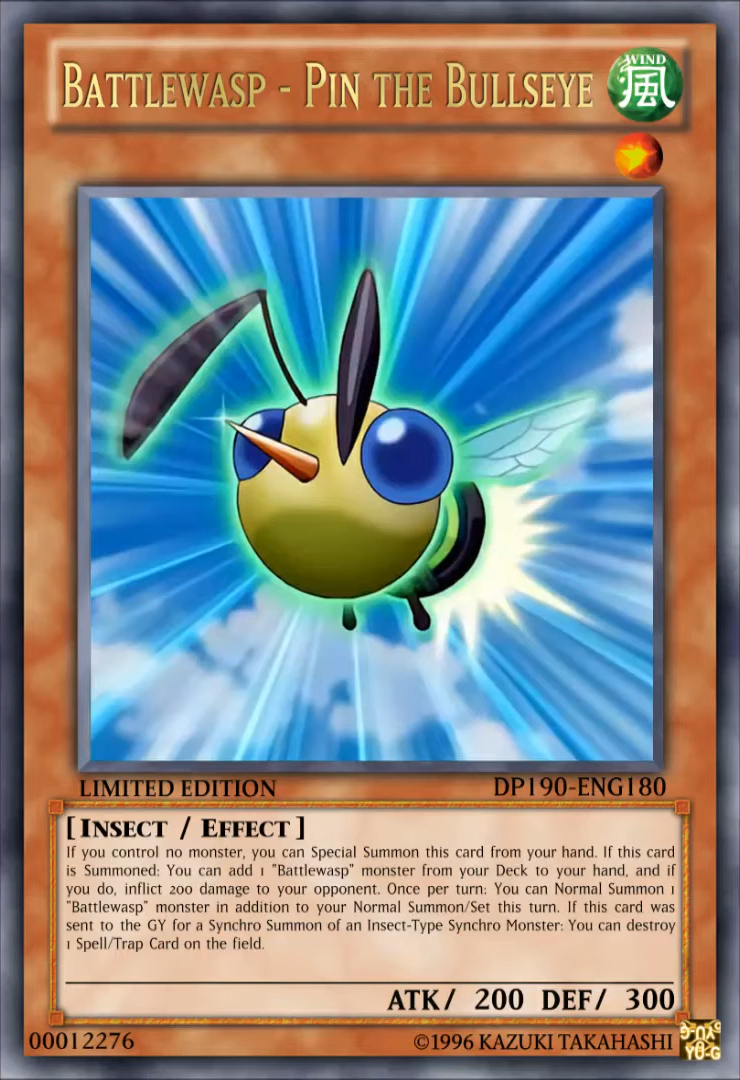 BATTLEWASP - PIN THE BULLSEYE
WIND
風
LIMITED EDITION
DP190-ENG180
[ INSECT / EFFECT ]
If you control no monster, you can Special Summon this card from your hand. If this card
is Summoned: You can add 1 "Battlewasp" monster from your Deck to your hand, and if
you do, inflict 200 damage to your opponent. Once per turn: You can Normal Summon 1
"Battlewasp" monster in addition to your Normal Summon/Set this turn. If this card was
sent to the GY for a Synchro Summon of an Insect-Type Synchro Monster: You can destroy
1 Spell/Trap Card on the field.
ATK/ 200 DEF/ 300
00012276
©1996 KAZUKI TAKAHASHI